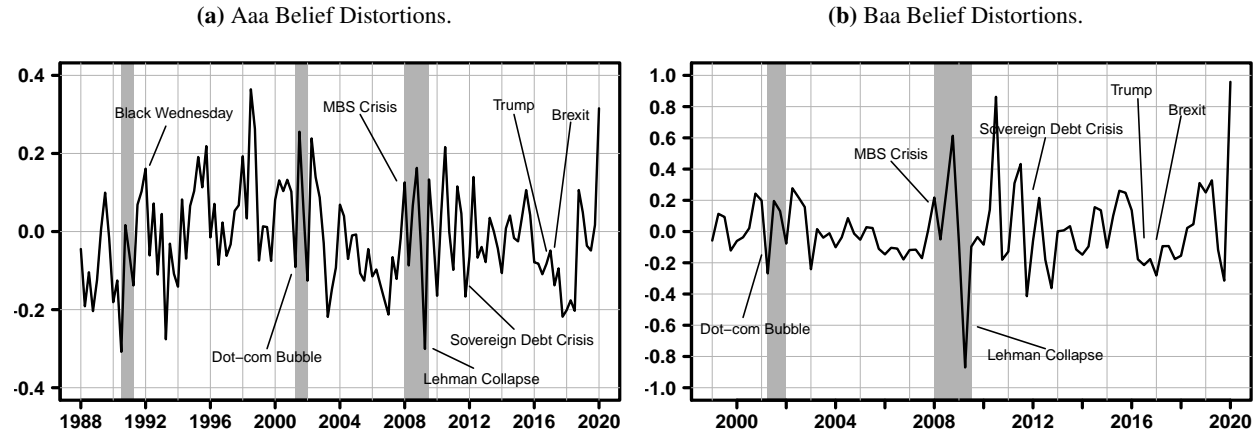 (a) Aaa Belief Distortions.
0.4
0.2
0.0
-0.2
-0.4
Black Wednesday
MBS Crisis
Trump
Brexit
Dot–com Bubble
Sovereign Debt Crisis
Lehman Collapse
1988 1992 1996 2000 2004 2008 2012 2016 2020
(b) Baa Belief Distortions.
1.0
0.8
0.6
0.4
0.2
0.0
-0.2
-0.4
-0.6
-0.8
-1.0
Trump
Brexit
Sovereign Debt Crisis
MBS Crisis
Dot–com Bubble
Lehman Collapse
2000 2004 2008 2012 2016 2020